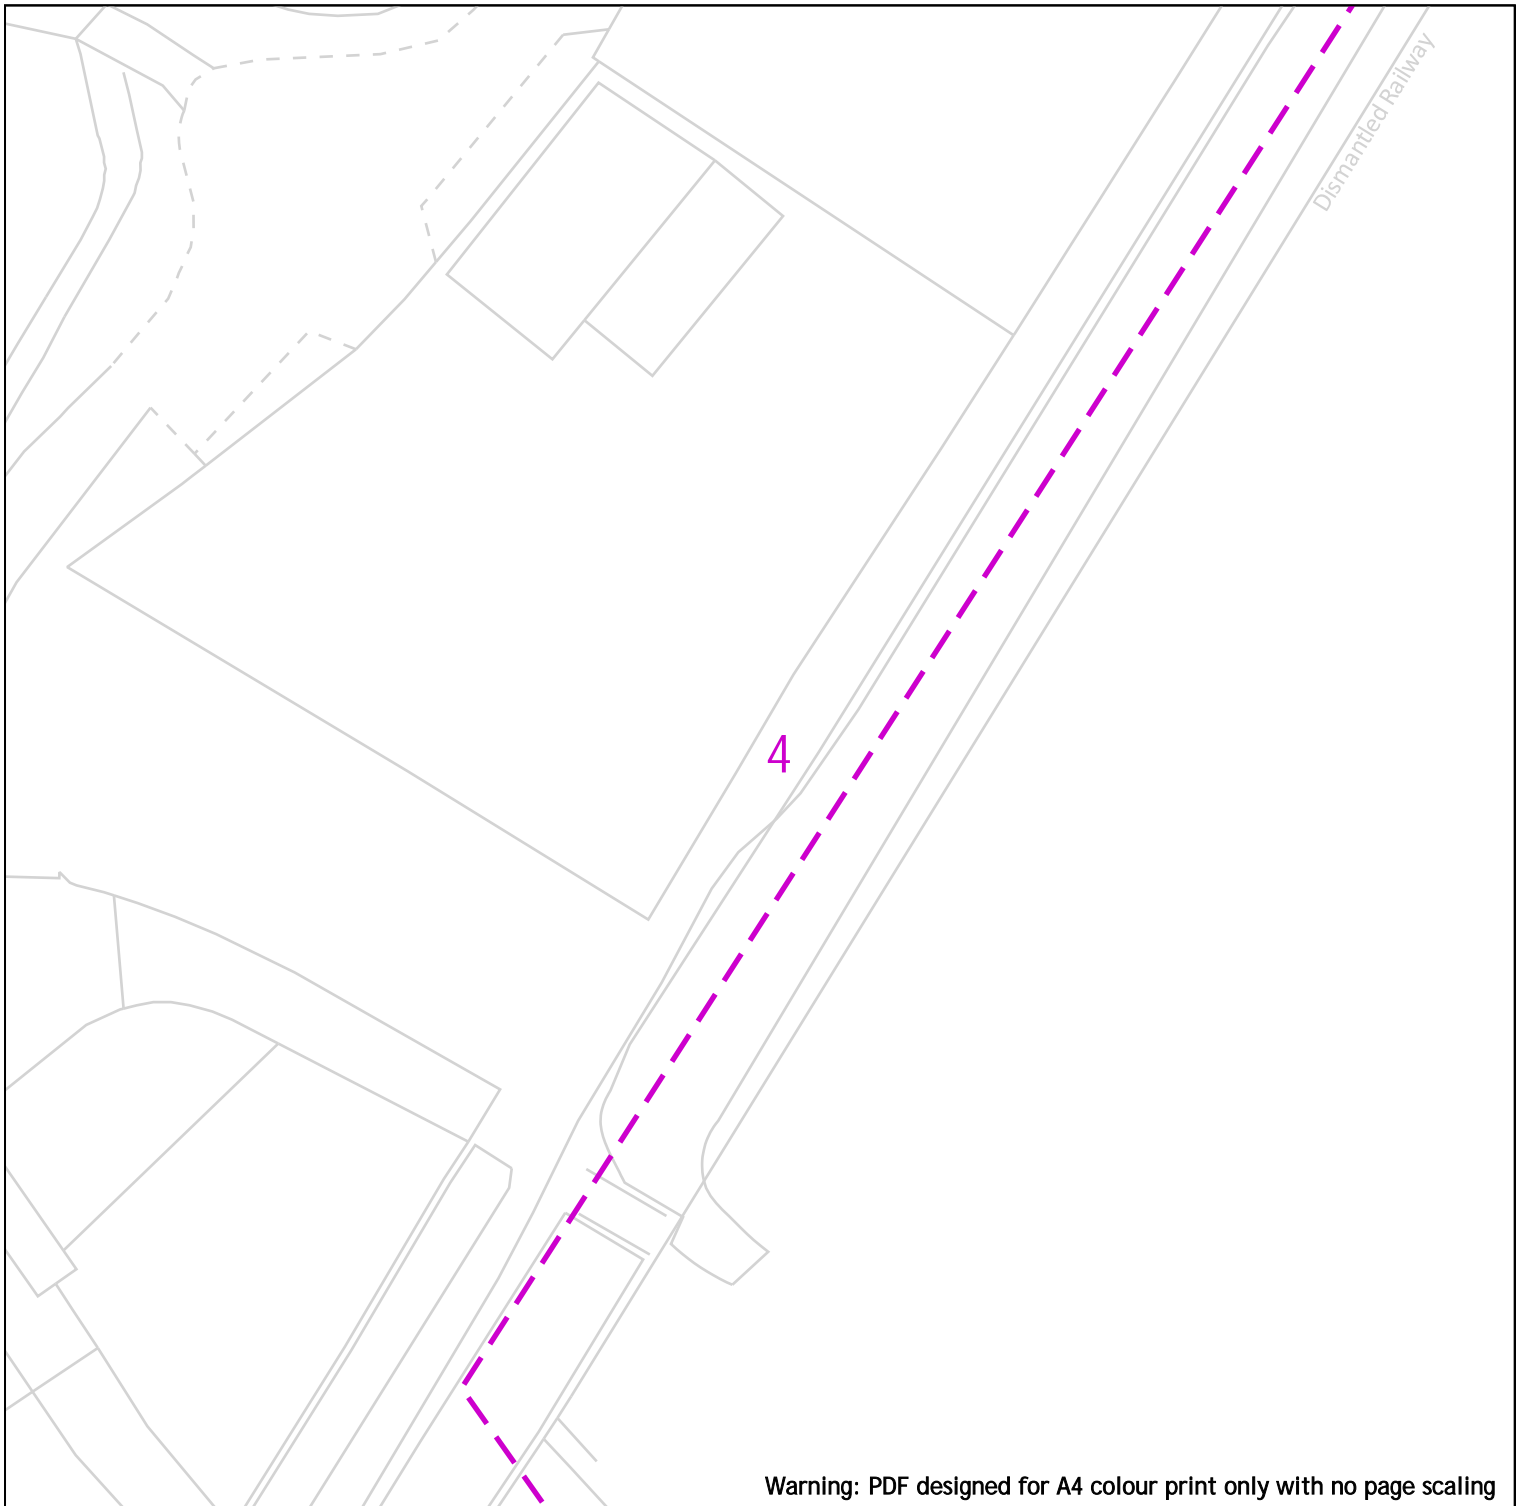 Dismantled Railway
4
Warning: PDF designed for A4 colour print only with no page scaling